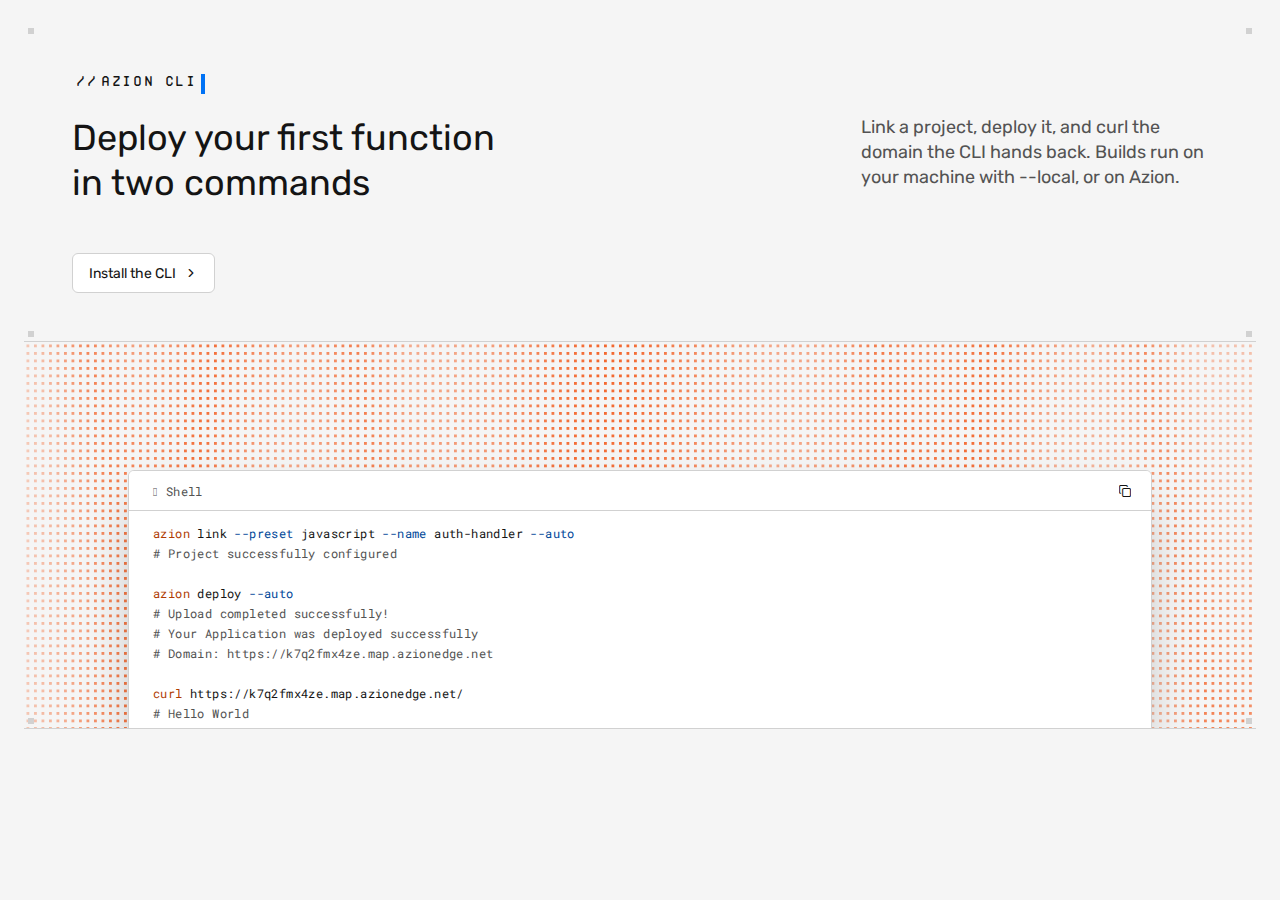 //AZION CLI
Deploy your first function
in two commands
Link a project, deploy it, and curl the
domain the CLI hands back. Builds run on
your machine with --local, or on Azion.
Install the CLI
Shell
azion link --preset javascript --name auth-handler --auto
# Project successfully configured
azion deploy --auto
# Upload completed successfully!
# Your Application was deployed successfully
# Domain: https://k7q2fmx4ze.map.azionedge.net
curl https://k7q2fmx4ze.map.azionedge.net/
# Hello World